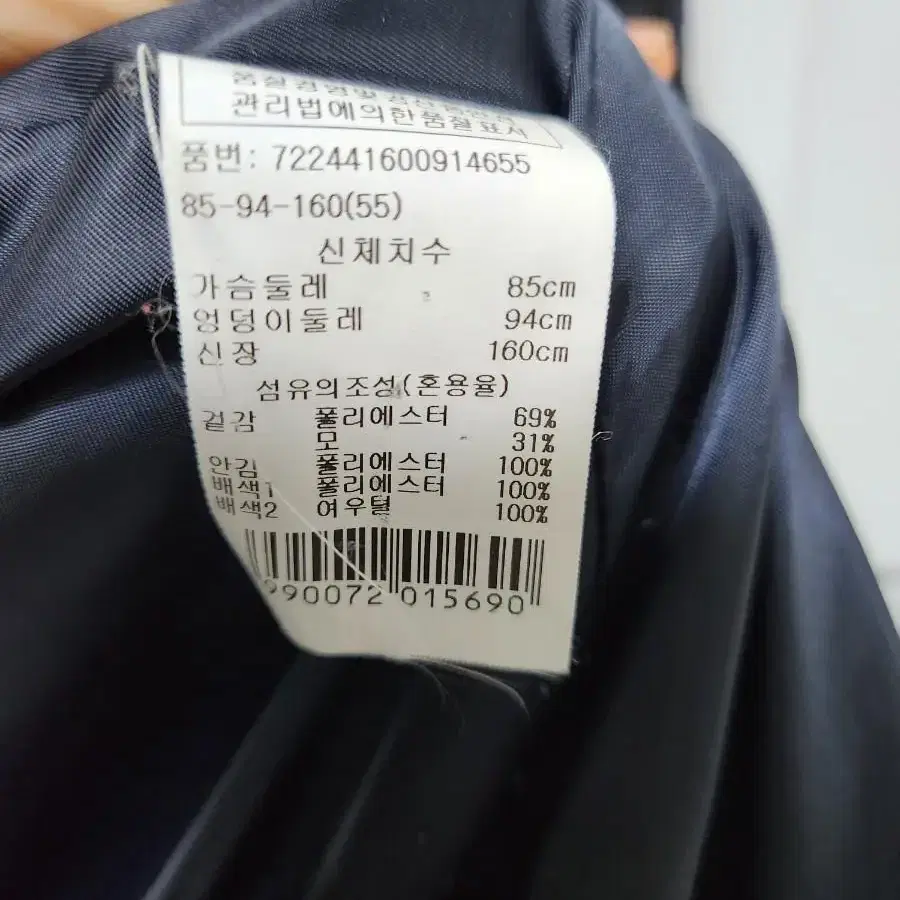 관리법에의한품질표시
품번: 722441600914655
85-94-160(55)
신체치수
가슴둘레 85cm
엉덩이둘레 94cm
신장 160cm
섬유의조성(혼용율)
겉감 폴리에스터 69%
모 31%
안김 폴리에스터 100%
배색1 폴리에스터 100%
배색2 여우털 100%
990072 015690